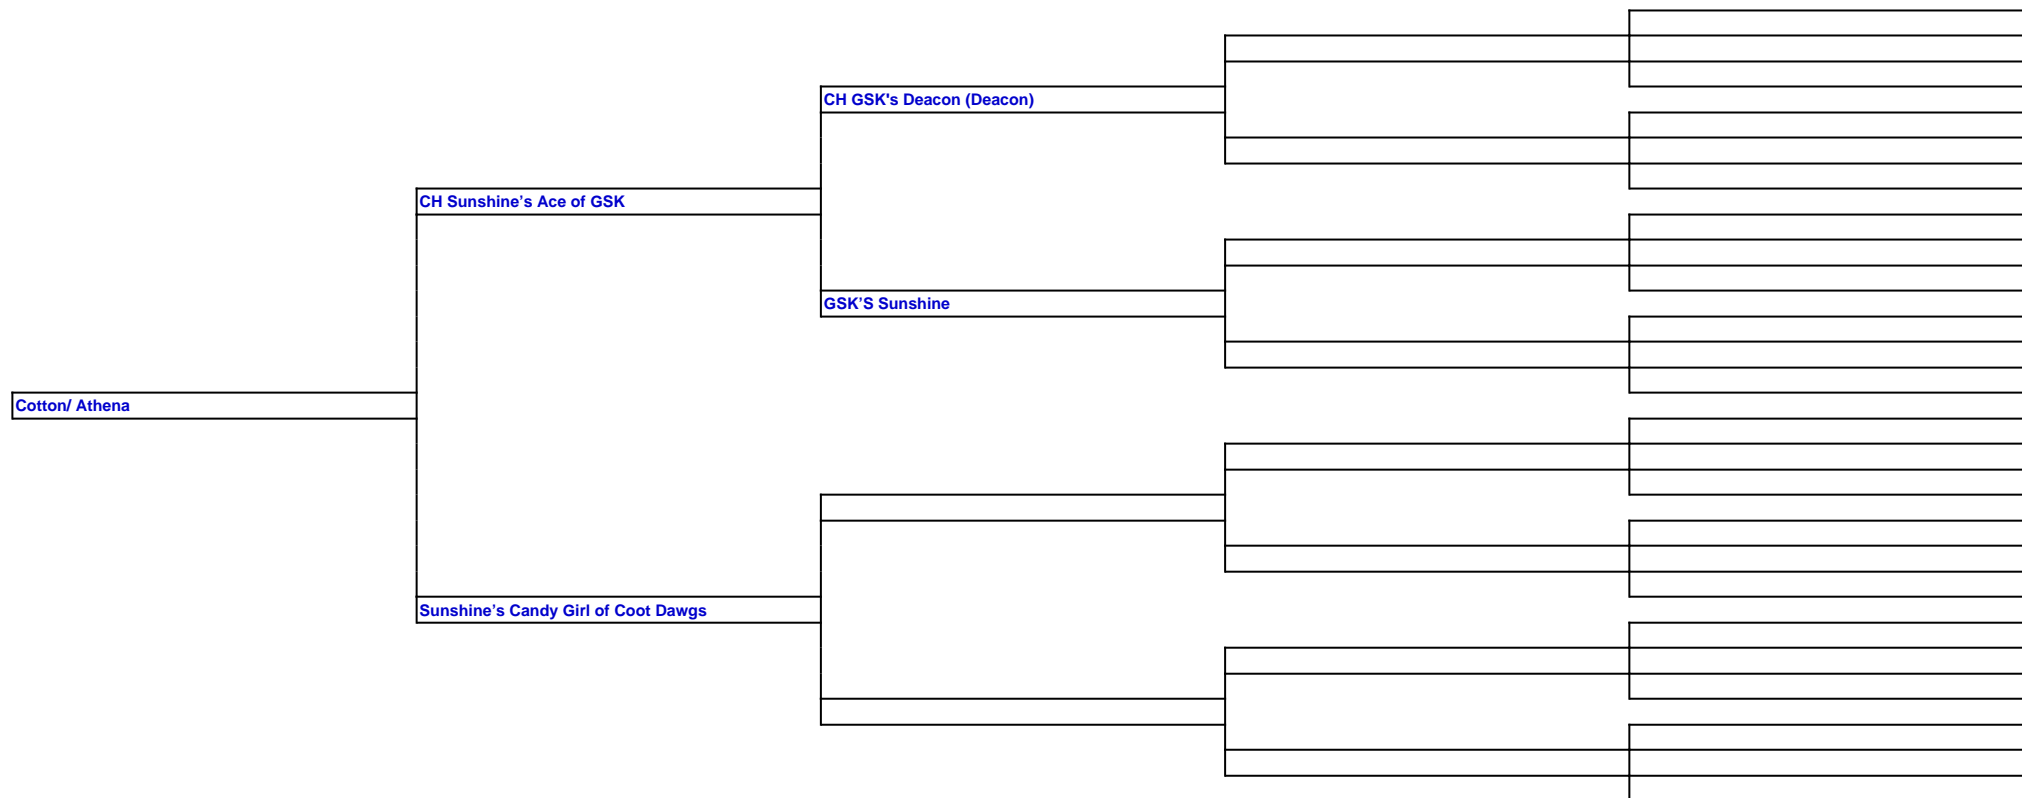 CH GSK's Deacon (Deacon)
CH Sunshine’s Ace of GSK
GSK’S Sunshine
Cotton/ Athena
Sunshine’s Candy Girl of Coot Dawgs